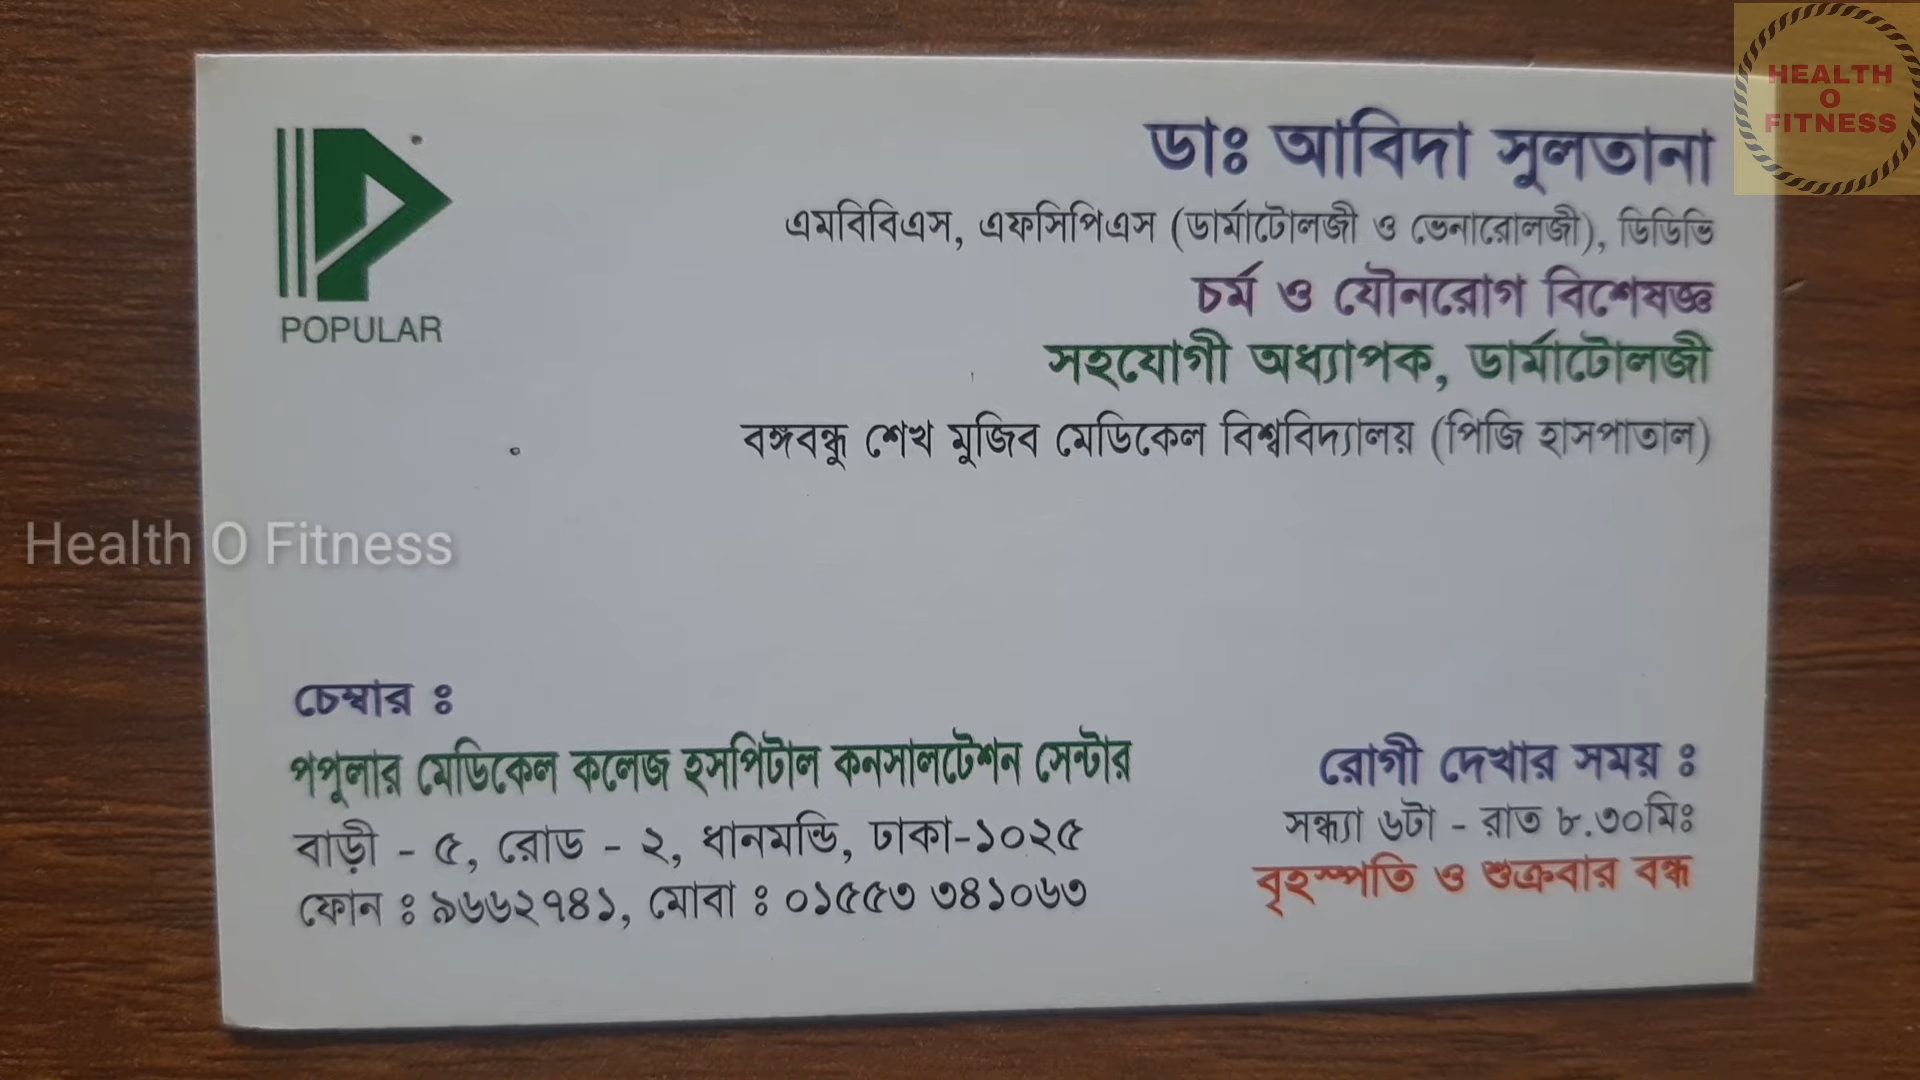 HEALTH
O
FITNESS
POPULAR
ডাঃ আবিদা সুলতানা
এমবিবিএস, এফসিপিএস (ডার্মাটোলজী ও ভেনারোলজী), ডিডিভি
চর্ম ও যৌনরোগ বিশেষজ্ঞ
সহযোগী অধ্যাপক, ডার্মাটোলজী
বঙ্গবন্ধু শেখ মুজিব মেডিকেল বিশ্ববিদ্যালয় (পিজি হাসপাতাল)
Health O Fitness
চেম্বার ঃ
পপুলার মেডিকেল কলেজ হসপিটাল কনসালটেশন সেন্টার
বাড়ী - ৫, রোড - ২, ধানমন্ডি, ঢাকা-১০২৫
ফোন ঃ ৯৬৬২৭৪১, মোবা ঃ ০১৫৫৩ ৩৪১০৬৩
রোগী দেখার সময় ঃ
সন্ধ্যা ৬টা - রাত ৮.৩০মিঃ
বৃহস্পতি ও শুক্রবার বন্ধ